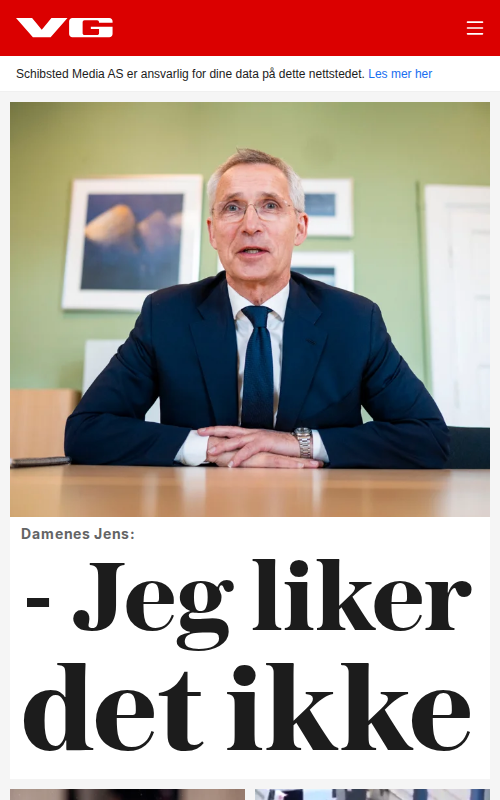 VG
Schibsted Media AS er ansvarlig for dine data på dette nettstedet. Les mer her
Damenes Jens:
- Jeg liker
det ikke